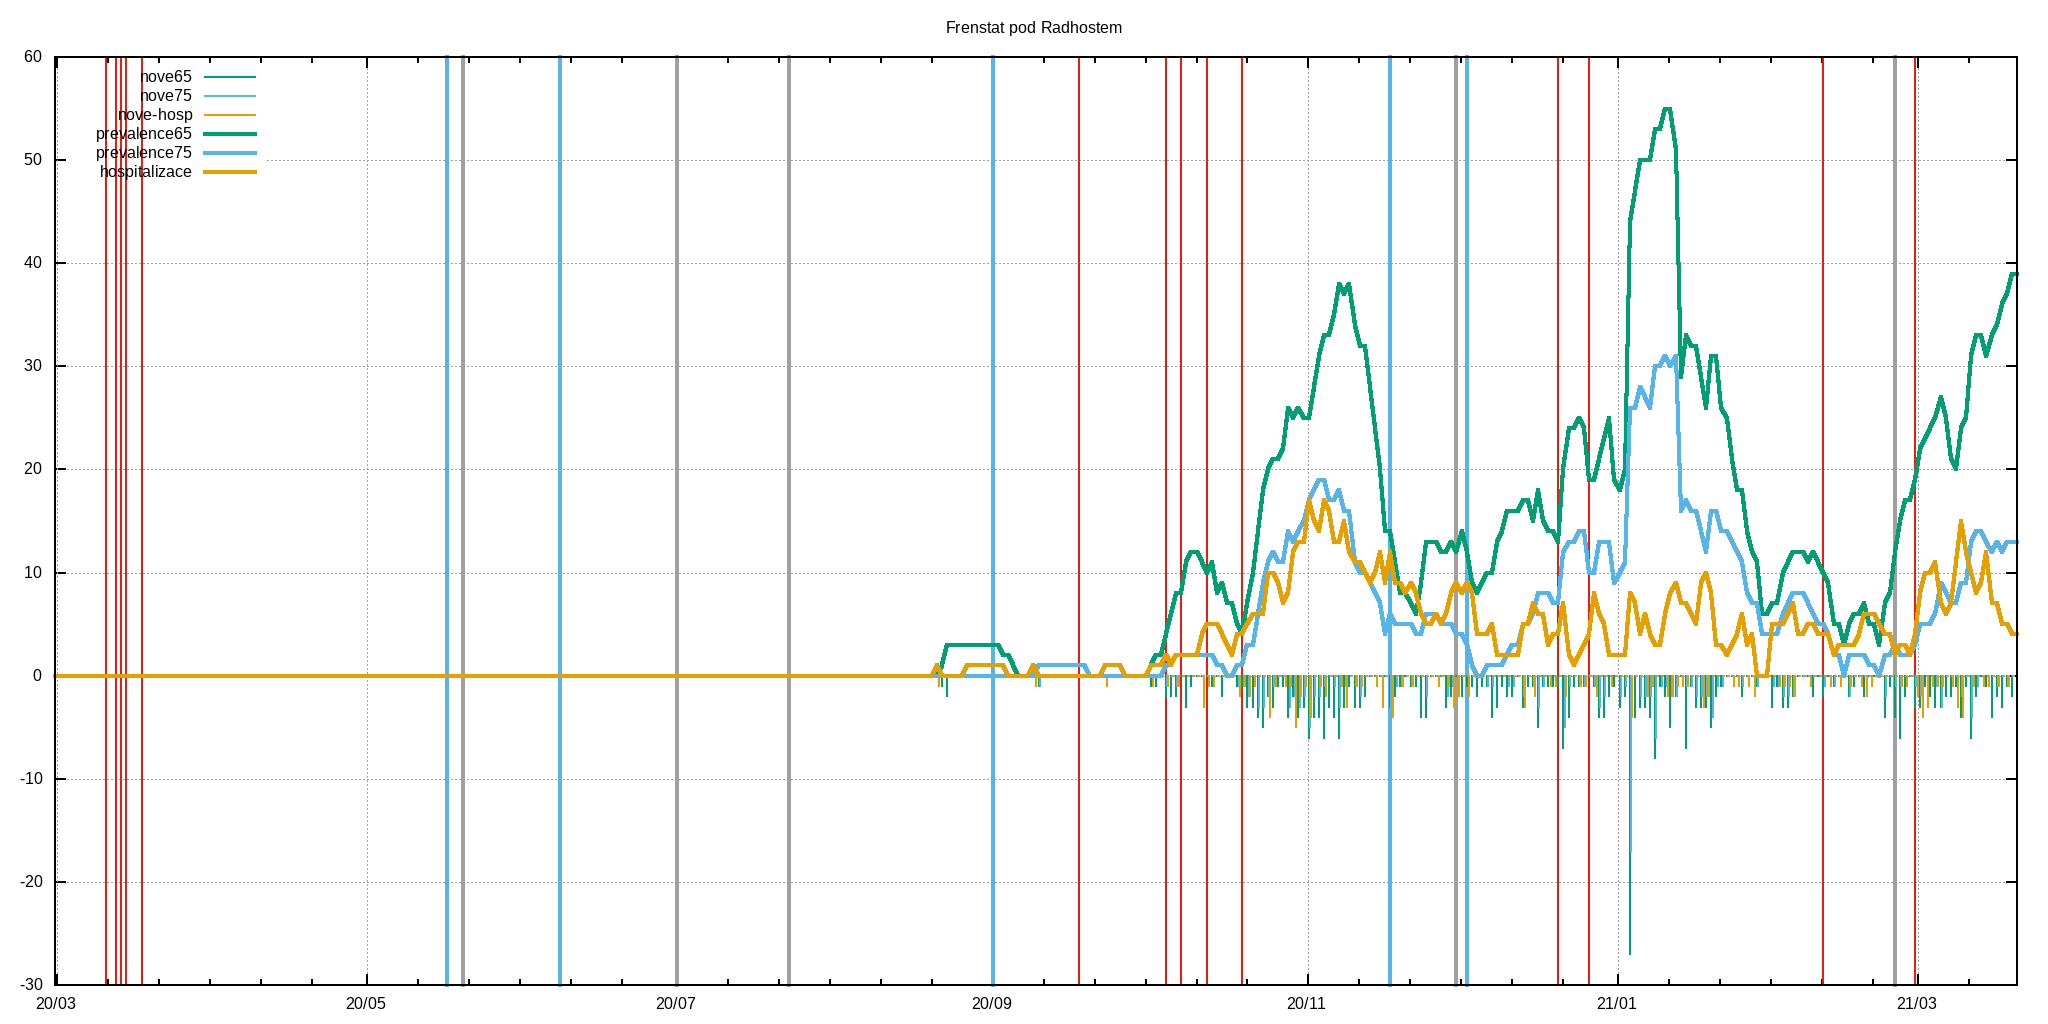 Frenstat pod Radhostem
60
50
40
30
20
10
0
-10
-20
-30
nove65
nove75
nove-hosp
prevalence65
prevalence75
hospitalizace
20/03 20/05 20/07 20/09 20/11 21/01 21/03